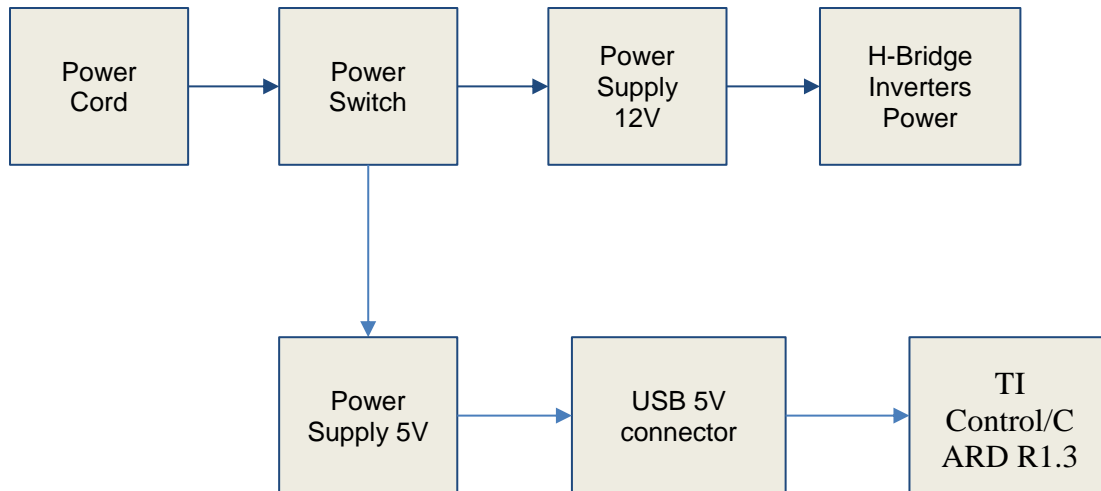 Power
Cord
Power
Switch
Power
Supply
12V
H-Bridge
Inverters
Power
Power
Supply 5V
USB 5V
connector
TI
Control/C
ARD R1.3